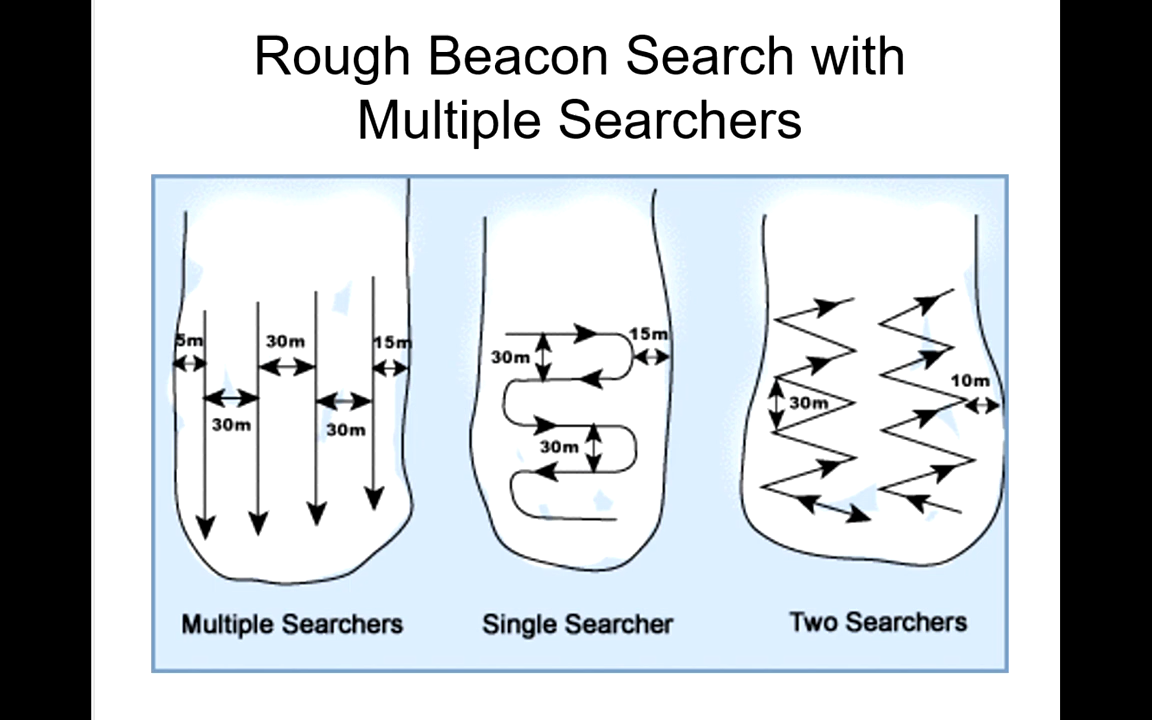 Rough Beacon Search with
Multiple Searchers
5m
30m
15m
30m
30m
15m
30m
30m
10m
30m
Multiple Searchers
Single Searcher
Two Searchers